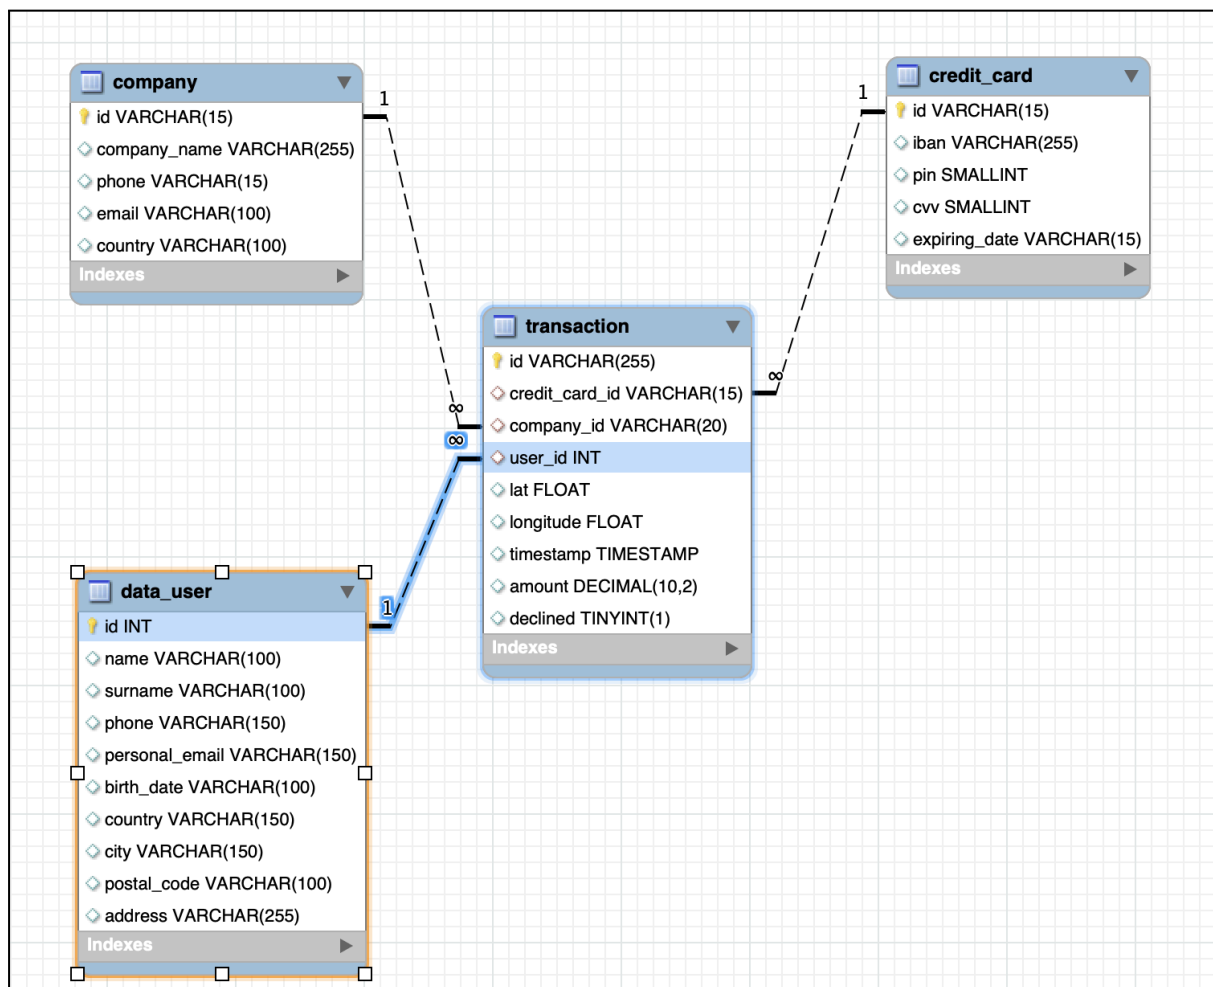 company
id VARCHAR(15)
company_name VARCHAR(255)
phone VARCHAR(15)
email VARCHAR(100)
country VARCHAR(100)
Indexes
1
∞
credit_card
id VARCHAR(15)
iban VARCHAR(255)
pin SMALLINT
cvv SMALLINT
expiring_date VARCHAR(15)
Indexes
1
∞
transaction
id VARCHAR(255)
credit_card_id VARCHAR(15)
company_id VARCHAR(20)
user_id INT
lat FLOAT
longitude FLOAT
timestamp TIMESTAMP
amount DECIMAL(10,2)
declined TINYINT(1)
Indexes
∞
1
data_user
id INT
name VARCHAR(100)
surname VARCHAR(100)
phone VARCHAR(150)
personal_email VARCHAR(150)
birth_date VARCHAR(100)
country VARCHAR(150)
city VARCHAR(150)
postal_code VARCHAR(100)
address VARCHAR(255)
Indexes